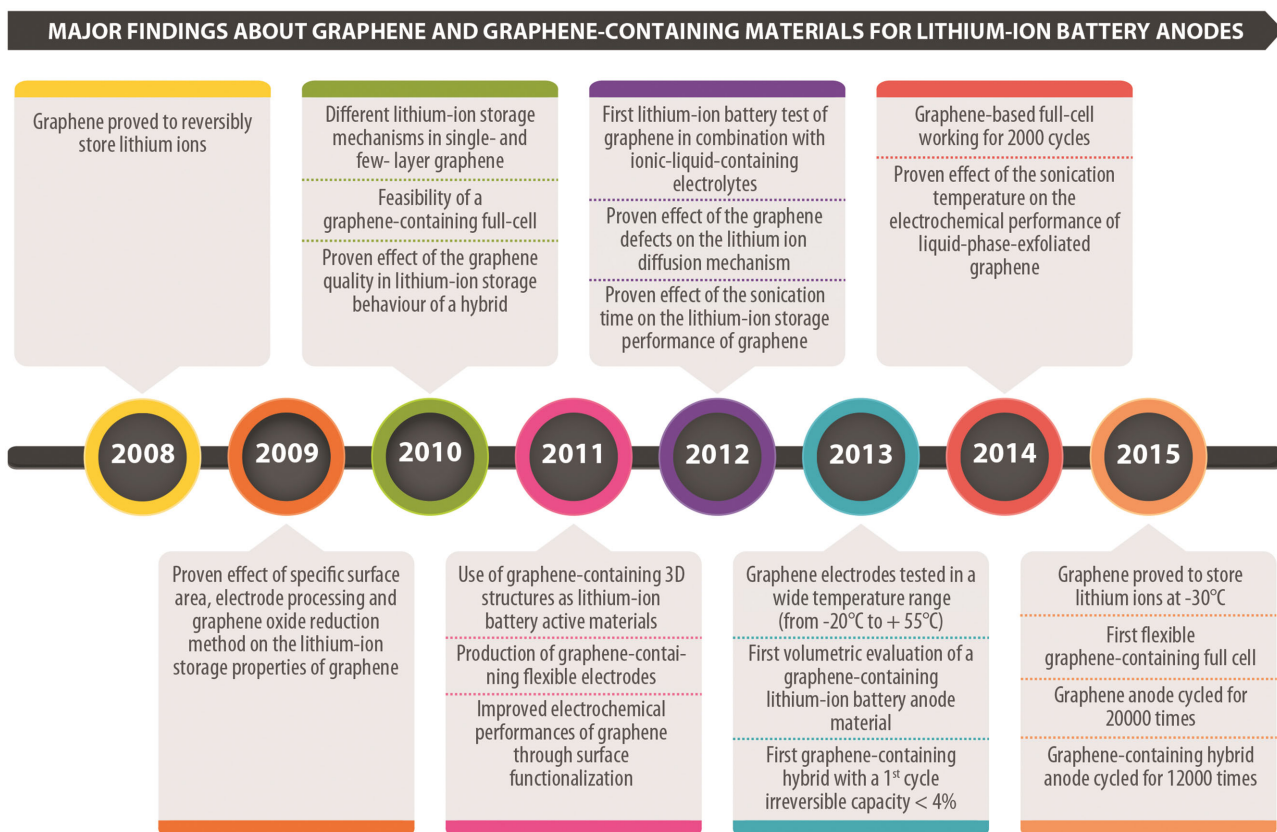 MAJOR FINDINGS ABOUT GRAPHENE AND GRAPHENE-CONTAINING MATERIALS FOR LITHIUM-ION BATTERY ANODES
Graphene proved to reversibly
store lithium ions
Different lithium-ion storage
mechanisms in single- and
few- layer graphene
Feasibility of a
graphene-containing full-cell
Proven effect of the graphene
quality in lithium-ion storage
behaviour of a hybrid
First lithium-ion battery test of
graphene in combination with
ionic-liquid-containing
electrolytes
Proven effect of the graphene
defects on the lithium ion
diffusion mechanism
Proven effect of the sonication
time on the lithium-ion storage
performance of graphene
Graphene-based full-cell
working for 2000 cycles
Proven effect of the sonication
temperature on the
electrochemical performance of
liquid-phase-exfoliated
graphene
2008
2009
2010
2011
2012
2013
2014
2015
Proven effect of specific surface
area, electrode processing and
graphene oxide reduction
method on the lithium-ion
storage properties of graphene
Use of graphene-containing 3D
structures as lithium-ion
battery active materials
Production of graphene-contai-
ning flexible electrodes
Improved electrochemical
performances of graphene
through surface
functionalization
Graphene electrodes tested in a
wide temperature range
(from -20°C to + 55°C)
First volumetric evaluation of a
graphene-containing
lithium-ion battery anode
material
First graphene-containing
hybrid with a 1st cycle
irreversible capacity < 4%
Graphene proved to store
lithium ions at -30°C
First flexible
graphene-containing full cell
Graphene anode cycled for
20000 times
Graphene-containing hybrid
anode cycled for 12000 times